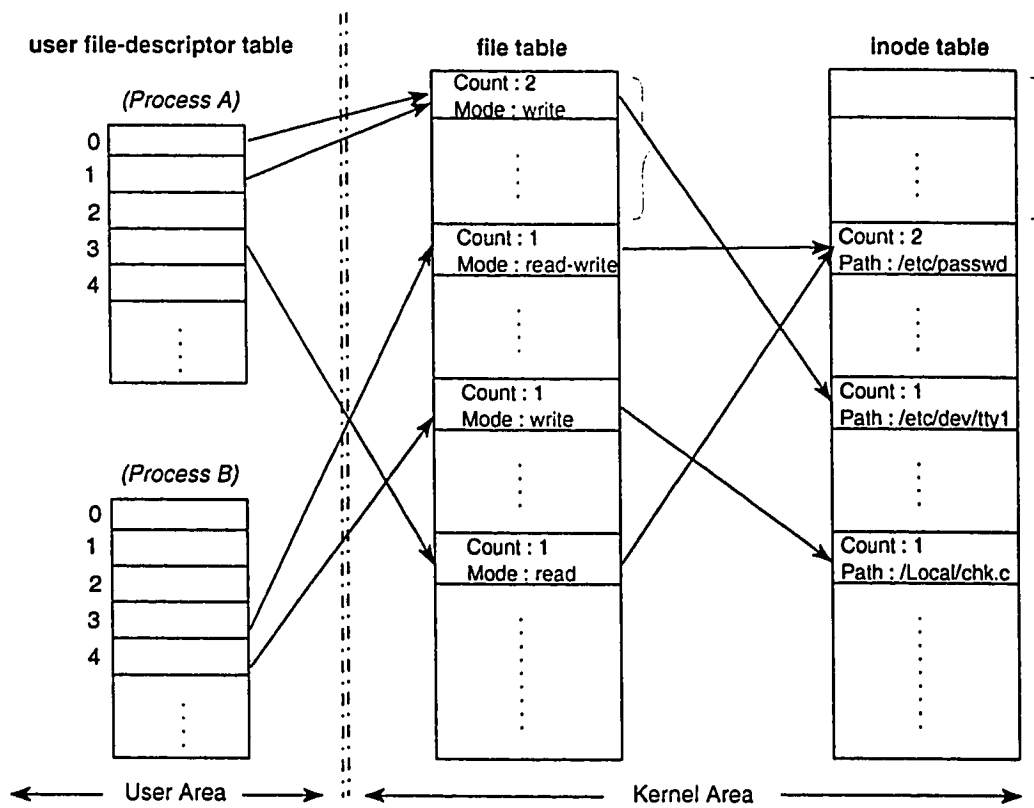 user file-descriptor table
file table
Inode table
(Process A)
0
1
2
3
4
(Process B)
0
1
2
3
4
Count : 2
Mode : write
Count : 1
Mode : read-write
Count : 1
Mode : write
Count : 1
Mode : read
Count : 2
Path : /etc/passwd
Count : 1
Path : /etc/dev/tty1
Count : 1
Path : /Local/chk.c
User Area
Kernel Area